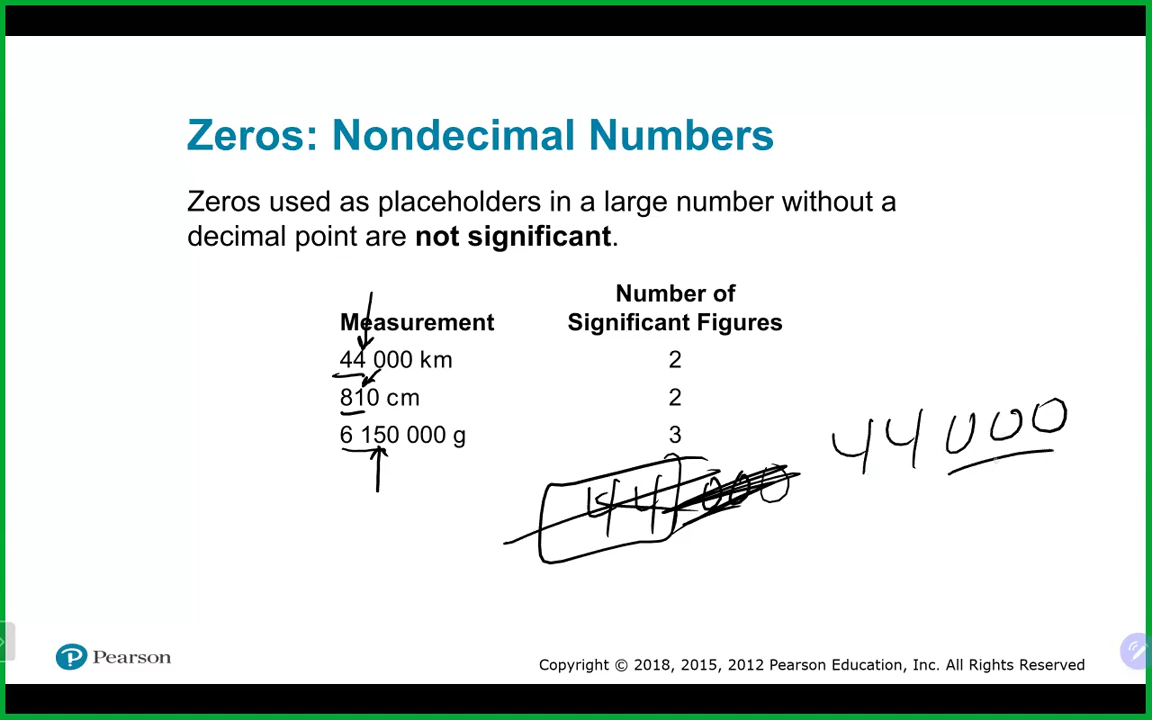 Zeros: Nondecimal Numbers
Zeros used as placeholders in a large number without a
decimal point are not significant.
Number of
Measurement Significant Figures
44 000 km 2
810 cm 2
6 150 000 g 3
44000
44000
Pearson
Copyright © 2018, 2015, 2012 Pearson Education, Inc. All Rights Reserved